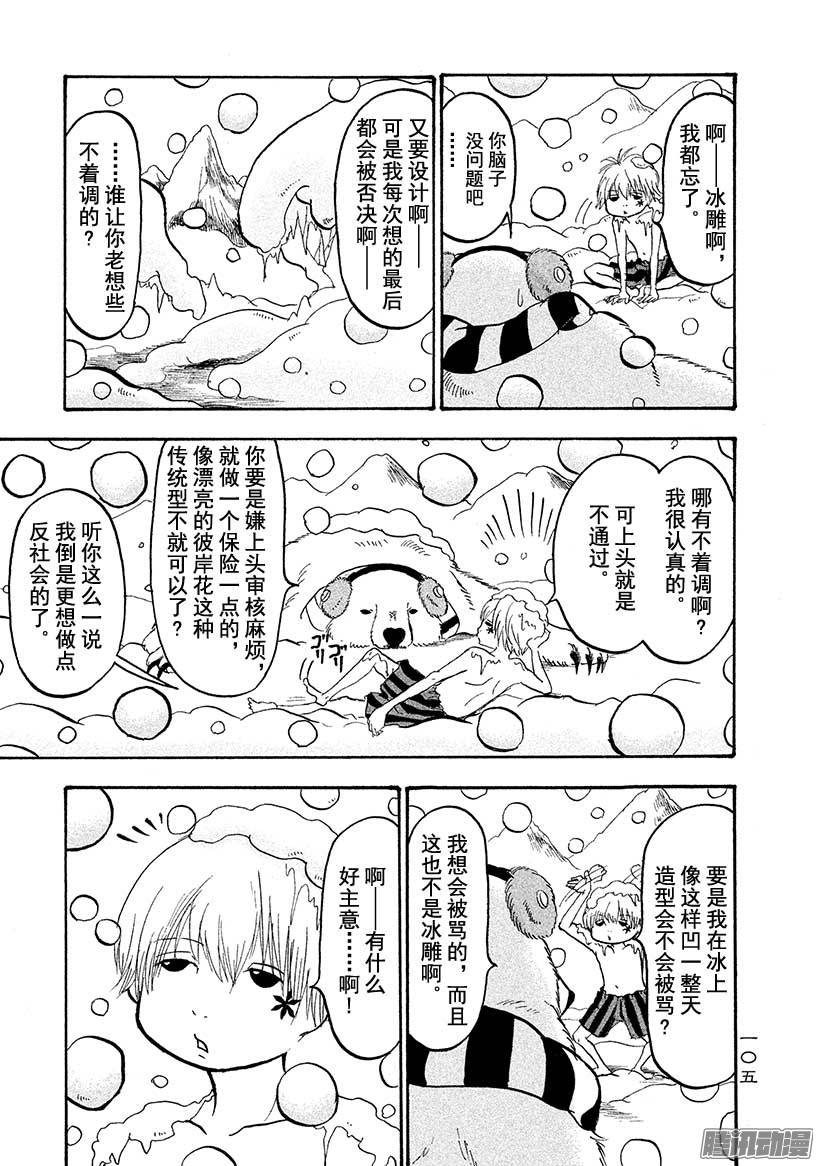 啊——冰雕啊，
我都忘了。
你脑子
没问题吧
……
又要设计啊——
可是我每次想的最后
都会被否决啊——
……谁让你老想些
不着调的？
哪有不着调啊？
我很认真的。
可上头就是
不通过。
你要是嫌上头审核麻烦，
就做一个保险一点的，
像漂亮的彼岸花这种
传统型不就可以了？
听你这么一说
我倒是更想做点
反社会的了。
要是我在冰上
像这样凹一整天
造型会不会被骂？
我想会被骂的，而且
这也不是冰雕啊。
啊——有什么
好主意……啊！
一〇五
腾讯动漫